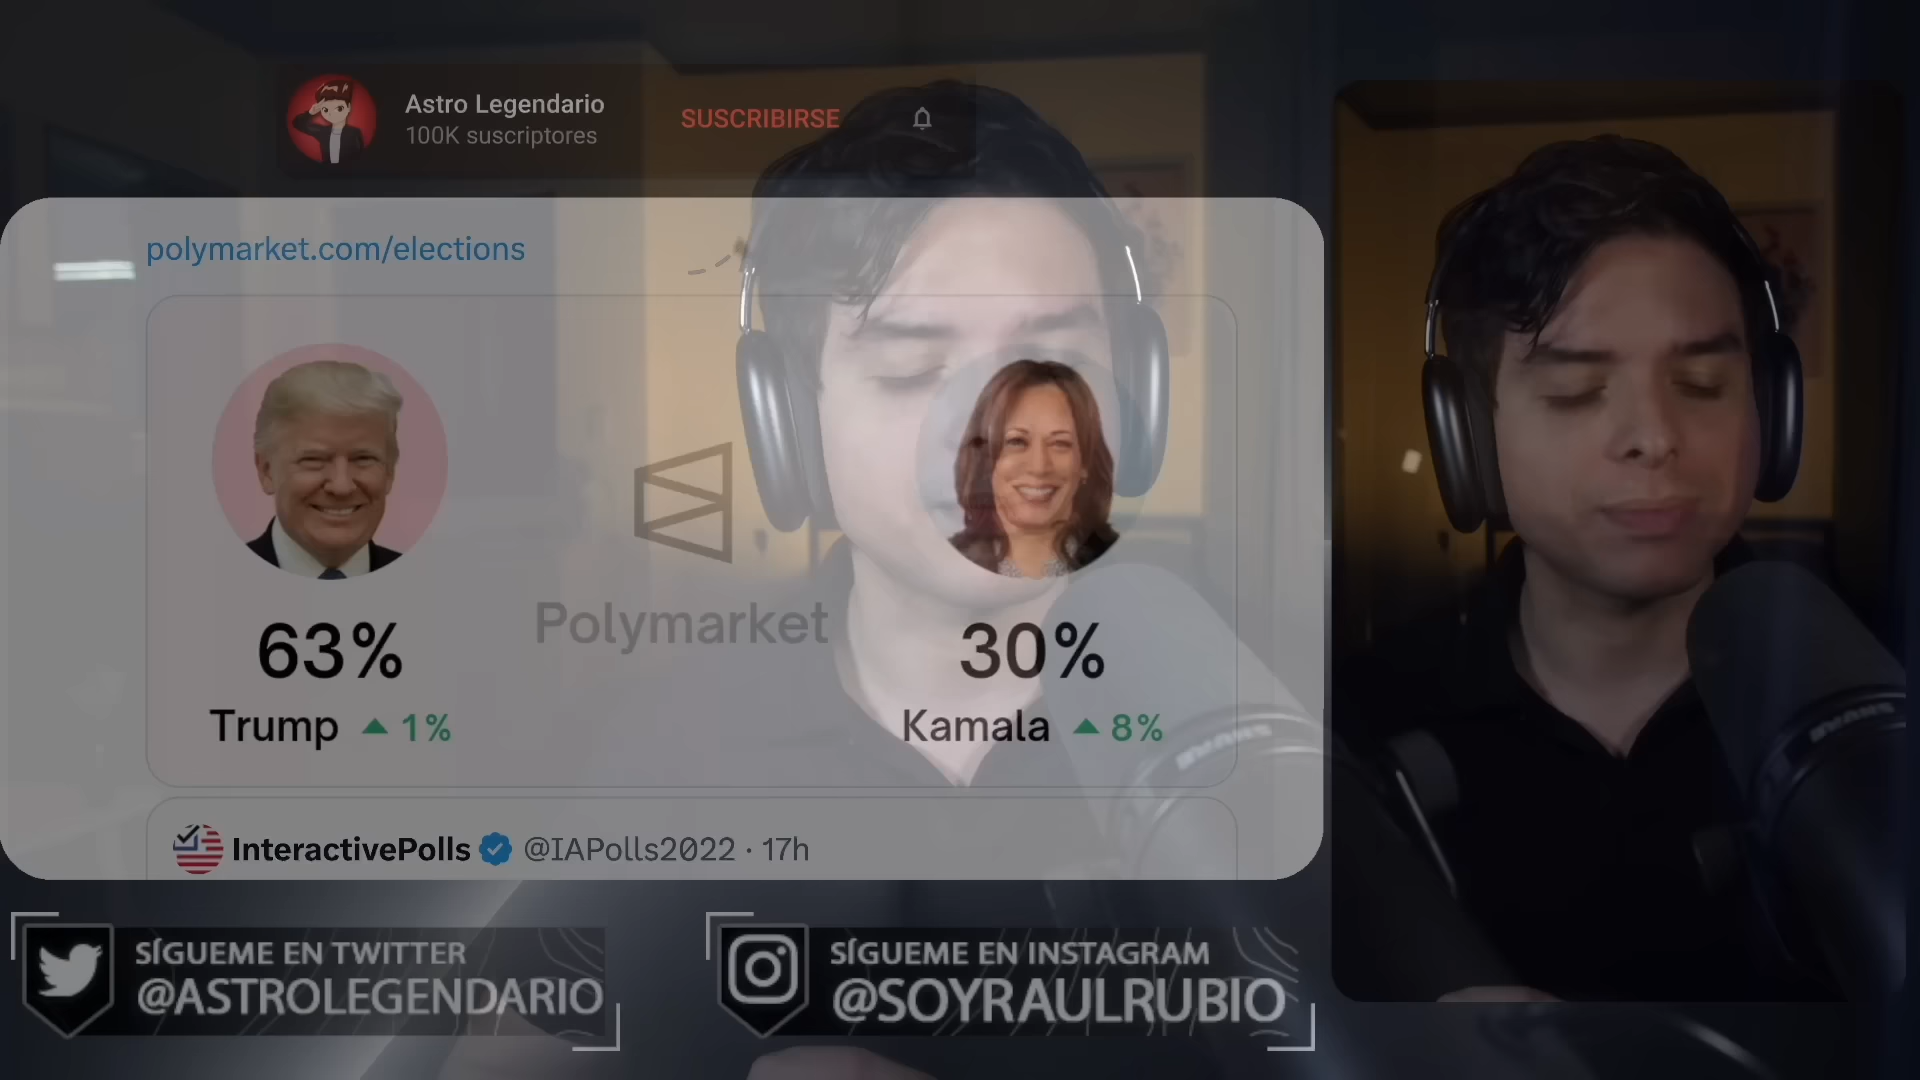 Astro Legendario
100K suscriptores
SUSCRIBIRSE
polymarket.com/elections
Polymarket
63%
30%
Trump ▲ 1%
Kamala ▲ 8%
InteractivePolls @IAPolls2022 · 17h
SÍGUEME EN TWITTER
@ASTROLEGENDARIO
SÍGUEME EN INSTAGRAM
@SOYRAULRUBIO